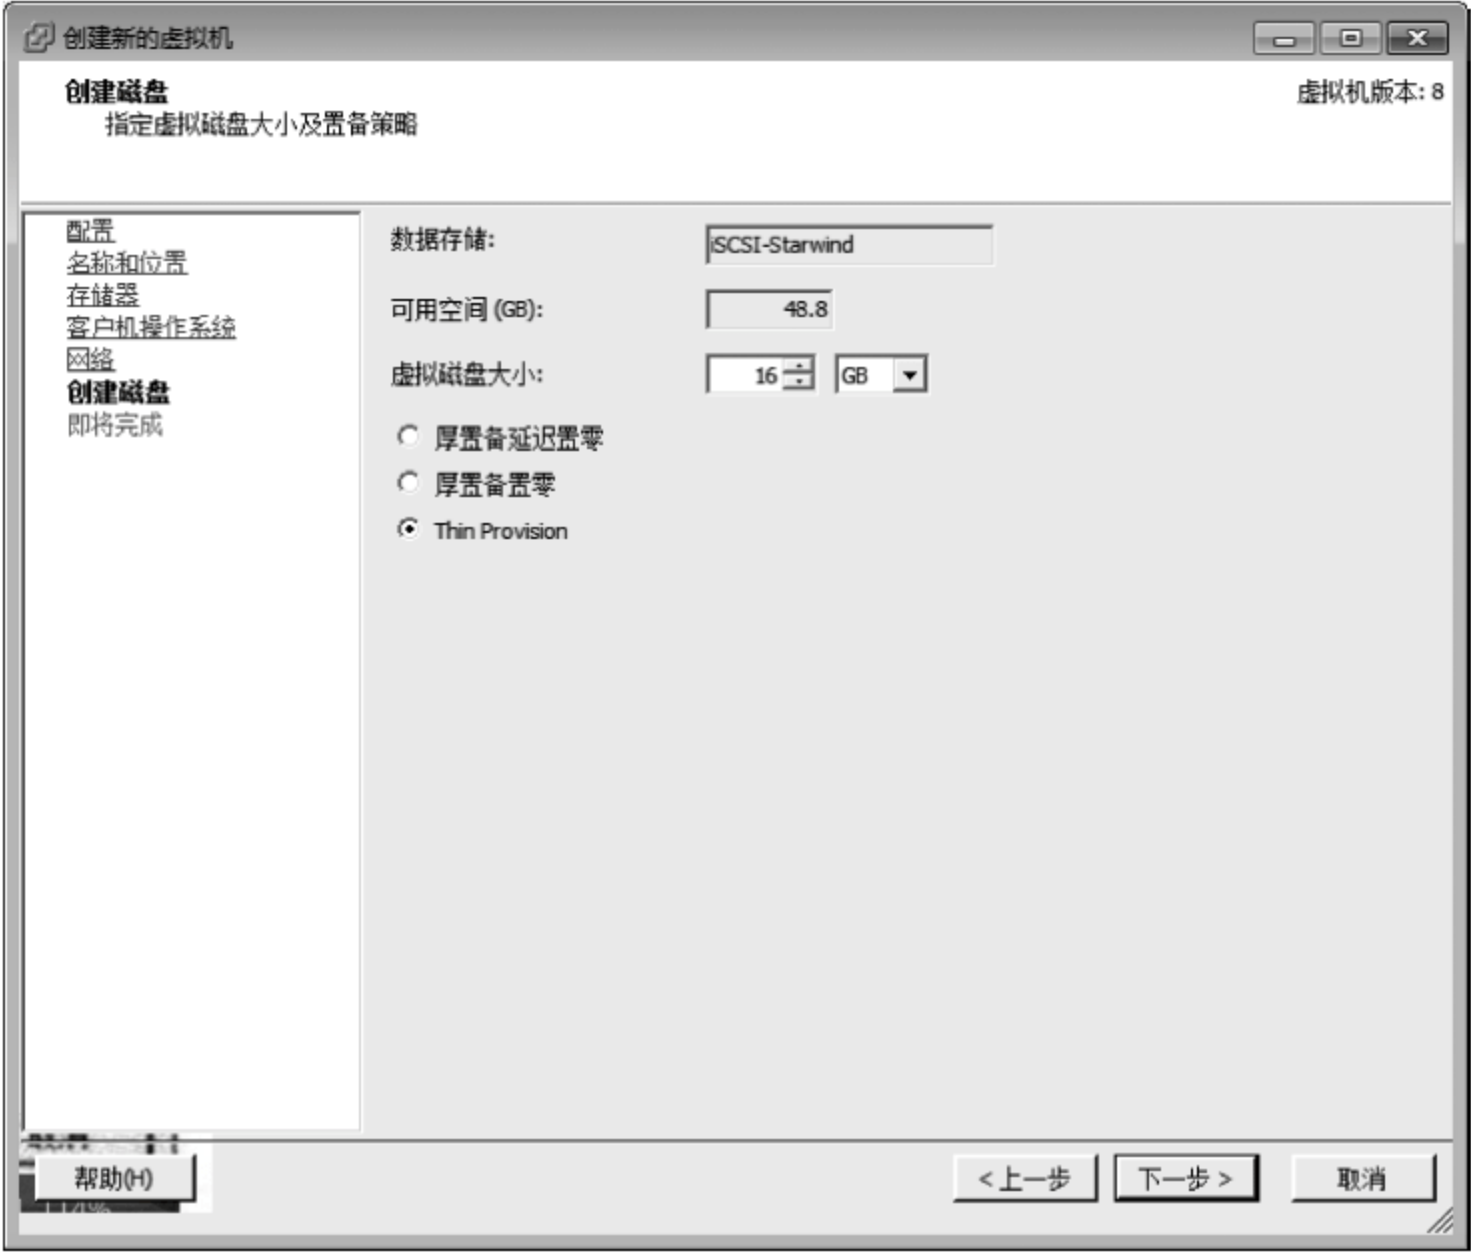 创建新的虚拟机
创建磁盘
指定虚拟磁盘大小及置备策略
虚拟机版本: 8
配置
名称和位置
存储器
客户机操作系统
网络
创建磁盘
即将完成
数据存储: iSCSI-Starwind
可用空间 (GB): 48.8
虚拟磁盘大小: 16 GB
厚置备延迟置零
厚置备置零
Thin Provision
帮助(H)
<上一步 下一步> 取消